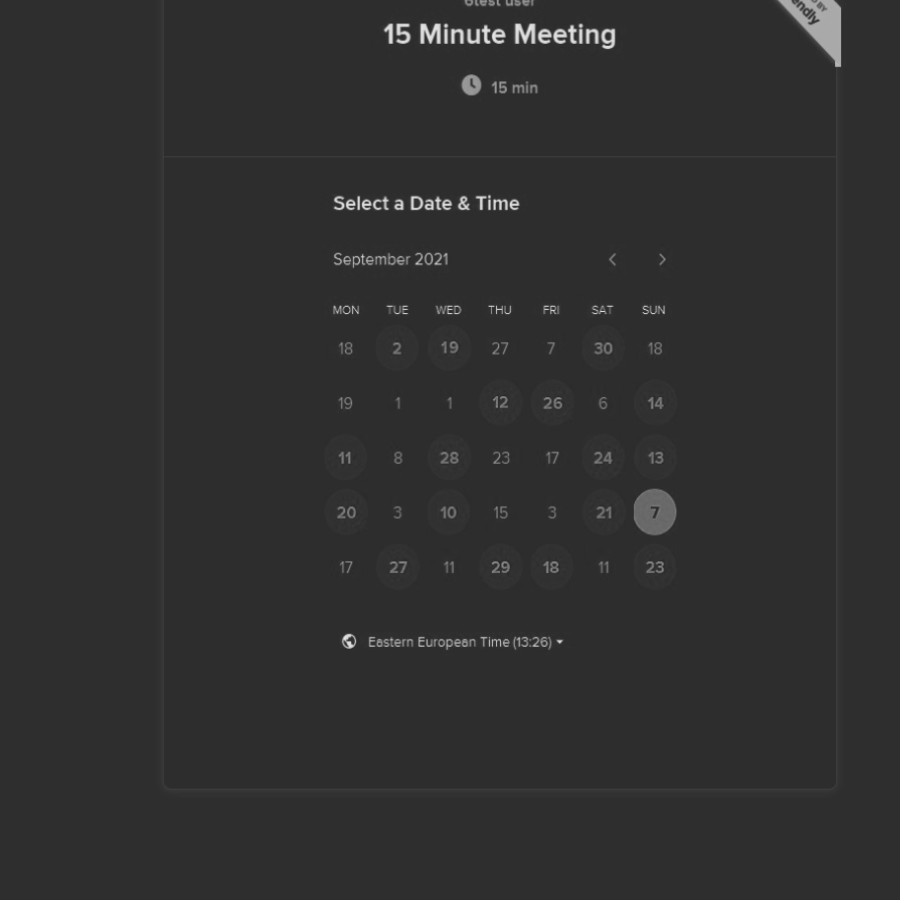 6test user
15 Minute Meeting
15 min
Select a Date & Time
September 2021
MON TUE WED THU FRI SAT SUN
18 2 19 27 7 30 18
19 1 1 12 26 6 14
11 8 28 23 17 24 13
20 3 10 15 3 21 7
17 27 11 29 18 11 23
Eastern European Time (13:26)